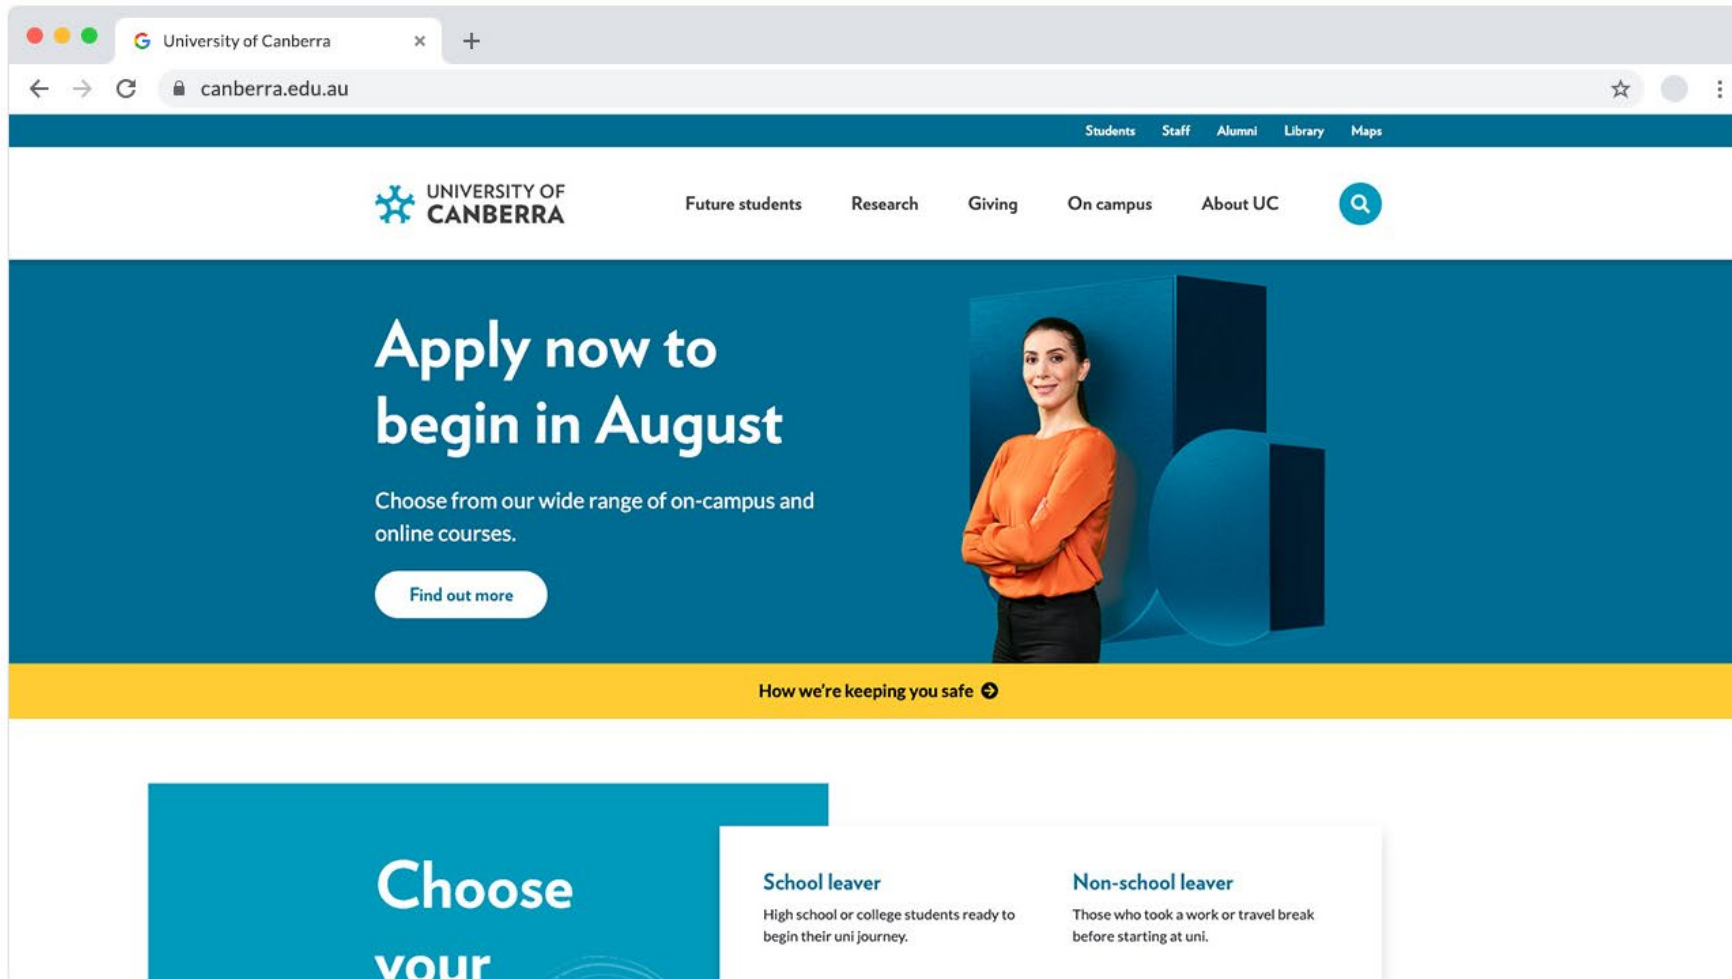 University of Canberra
canberra.edu.au
Students Staff Alumni Library Maps
UNIVERSITY OF
CANBERRA
Future students Research Giving On campus About UC
Apply now to
begin in August
Choose from our wide range of on-campus and
online courses.
Find out more
How we're keeping you safe
Choose
your
School leaver
High school or college students ready to
begin their uni journey.
Non-school leaver
Those who took a work or travel break
before starting at uni.